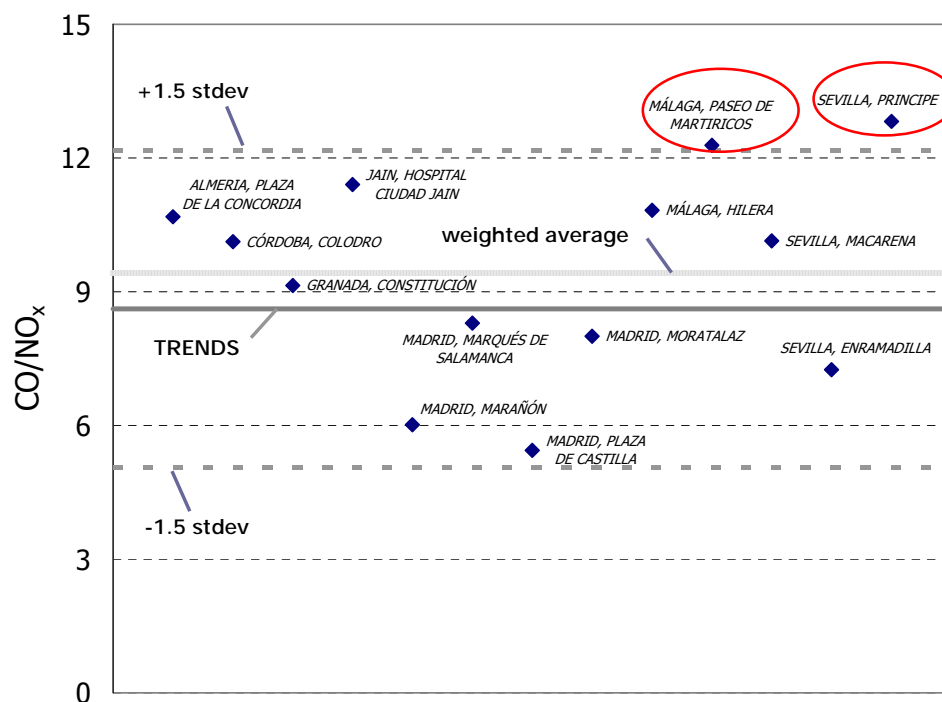 15
+1.5 stdev
MÁLAGA, PASEO DE
MARTIRICOS
SEVILLA, PRINCIPE
12
ALMERIA, PLAZA
DE LA CONCORDIA
JAIN, HOSPITAL
CIUDAD JAIN
MÁLAGA, HILERA
CÓRDOBA, COLODRO
weighted average
SEVILLA, MACARENA
9
GRANADA, CONSTITUCIÓN
TRENDS
MADRID, MARQUÉS DE
SALAMANCA
MADRID, MORATALAZ
SEVILLA, ENRAMADILLA
CO/NOx
6
MADRID, MARAÑÓN
MADRID, PLAZA
DE CASTILLA
-1.5 stdev
3
0